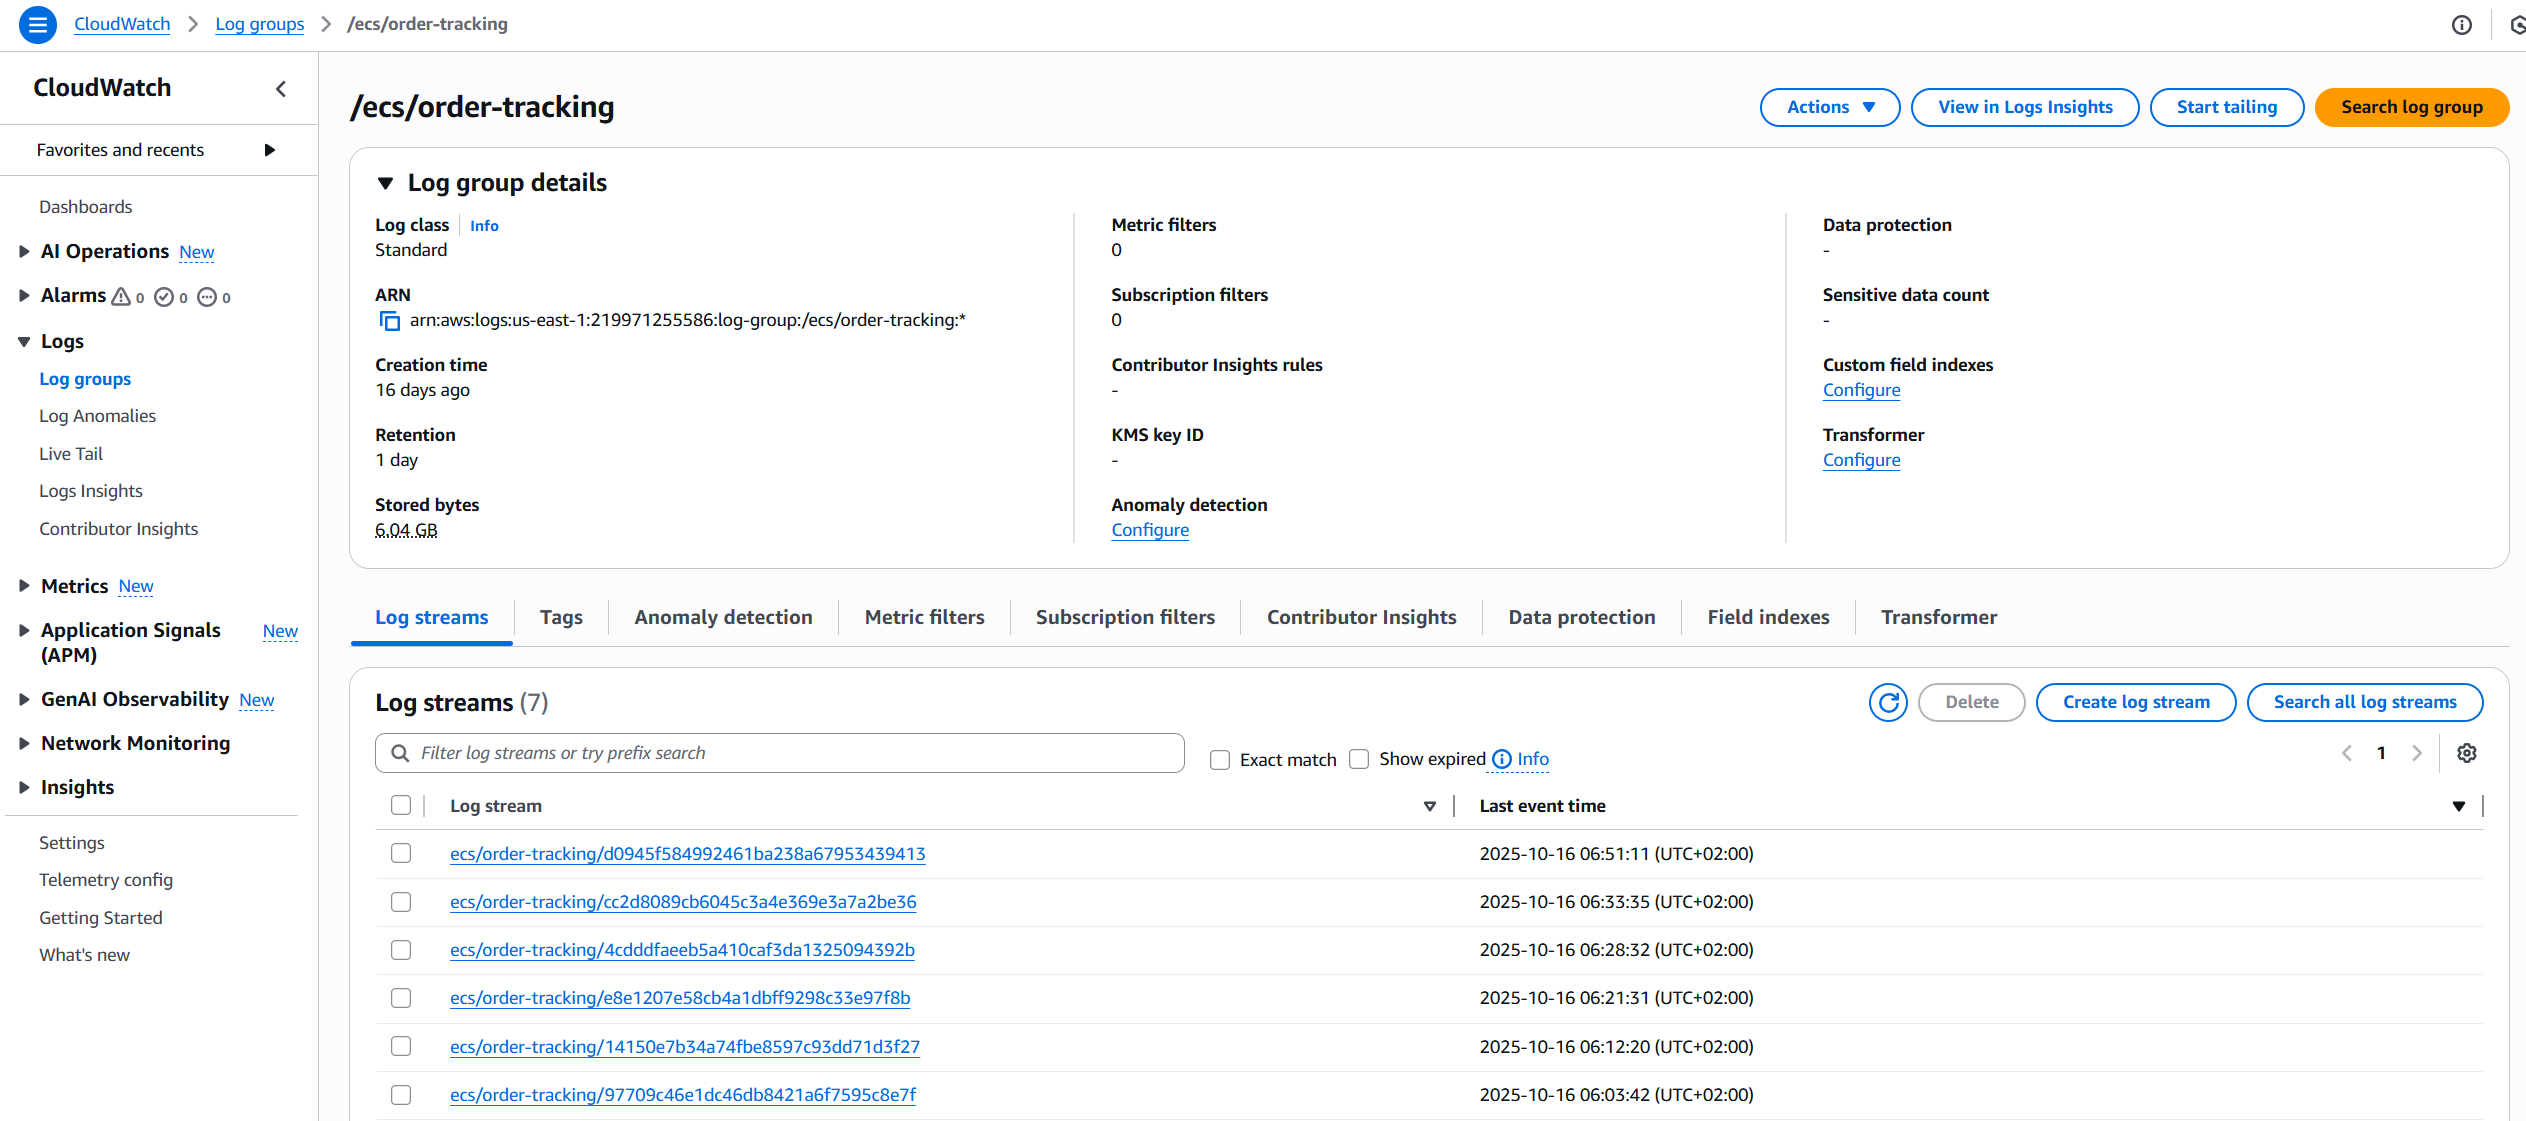 CloudWatch > Log groups > /ecs/order-tracking
CloudWatch
Favorites and recents
Dashboards
AI Operations New
Alarms 0 0 0
Logs
Log groups
Log Anomalies
Live Tail
Logs Insights
Contributor Insights
Metrics New
Application Signals (APM) New
GenAI Observability New
Network Monitoring
Insights
Settings
Telemetry config
Getting Started
What's new
/ecs/order-tracking
Actions
View in Logs Insights
Start tailing
Search log group
Log group details
Log class Info
Standard
ARN
arn:aws:logs:us-east-1:219971255586:log-group:/ecs/order-tracking:*
Creation time
16 days ago
Retention
1 day
Stored bytes
6.04 GB
Metric filters
0
Subscription filters
0
Contributor Insights rules
-
KMS key ID
-
Anomaly detection
Configure
Data protection
-
Sensitive data count
-
Custom field indexes
Configure
Transformer
Configure
Log streams
Tags
Anomaly detection
Metric filters
Subscription filters
Contributor Insights
Data protection
Field indexes
Transformer
Log streams (7)
Delete
Create log stream
Search all log streams
Filter log streams or try prefix search
Exact match
Show expired Info
1
Log stream Last event time
ecs/order-tracking/d0945f584992461ba238a67953439413 2025-10-16 06:51:11 (UTC+02:00)
ecs/order-tracking/cc2d8089cb6045c3a4e369e3a7a2be36 2025-10-16 06:33:35 (UTC+02:00)
ecs/order-tracking/4cdddfaeeb5a410caf3da1325094392b 2025-10-16 06:28:32 (UTC+02:00)
ecs/order-tracking/e8e1207e58cb4a1dbff9298c33e97f8b 2025-10-16 06:21:31 (UTC+02:00)
ecs/order-tracking/14150e7b34a74fbe8597c93dd71d3f27 2025-10-16 06:12:20 (UTC+02:00)
ecs/order-tracking/97709c46e1dc46db8421a6f7595c8e7f 2025-10-16 06:03:42 (UTC+02:00)